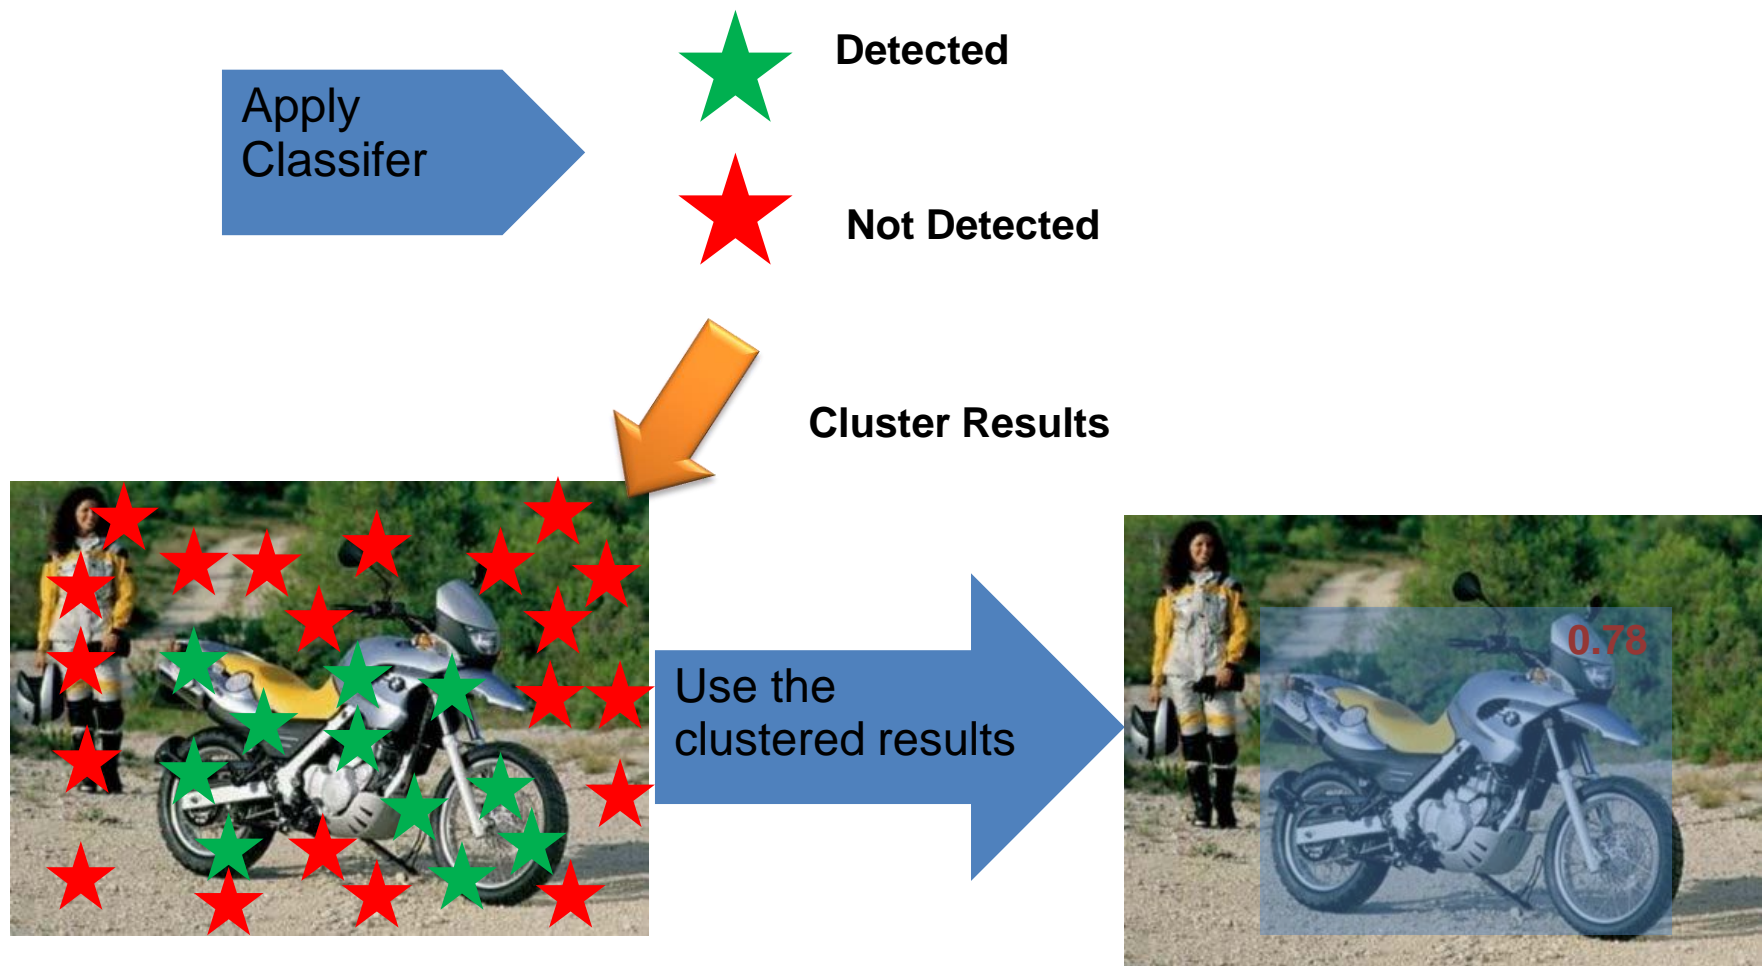 Detected
Apply
Classifer
Not Detected
Cluster Results
0.78
Use the
clustered results